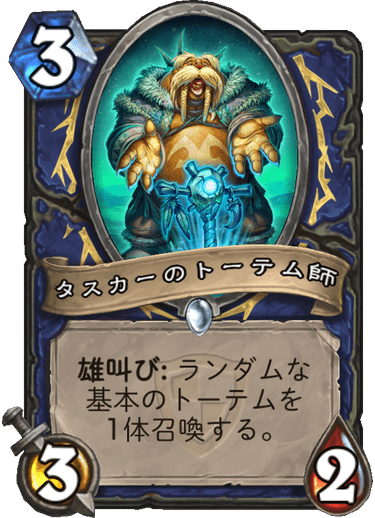 3
タスカーのトーテム師
雄叫び: ランダムな
基本のトーテムを
1体召喚する。
3
2